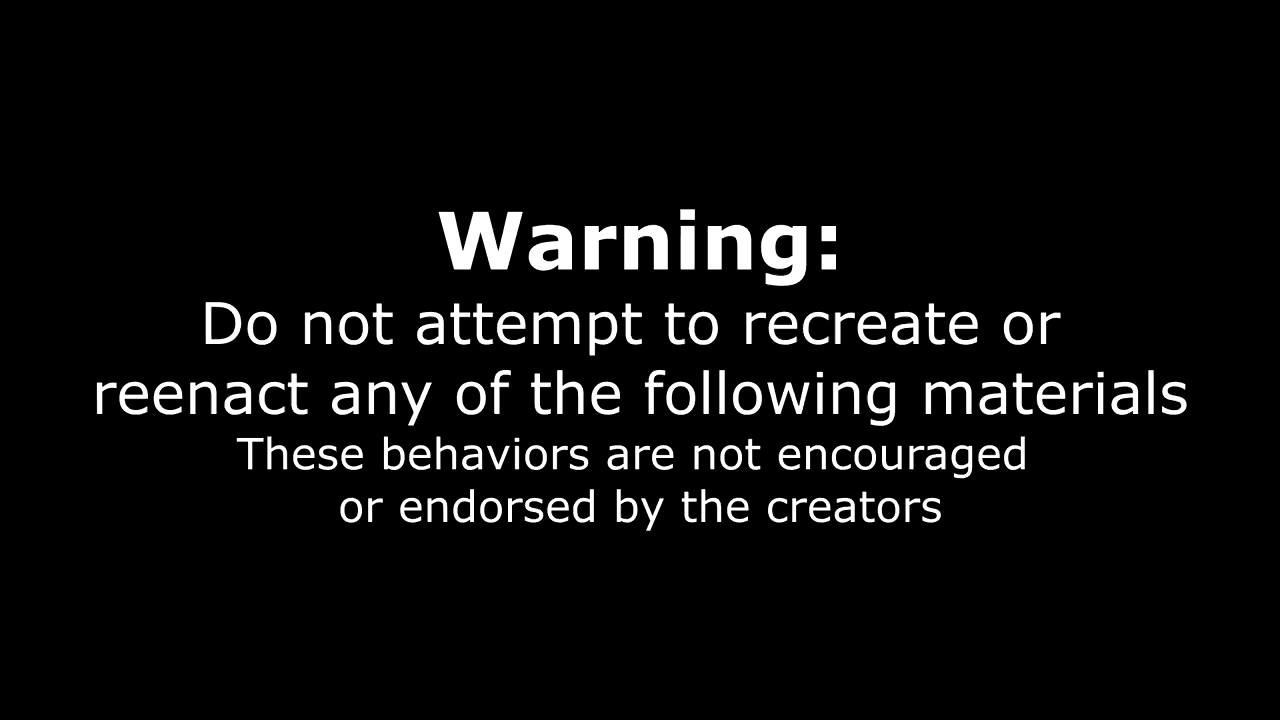 Warning:
Do not attempt to recreate or
reenact any of the following materials
These behaviors are not encouraged
or endorsed by the creators